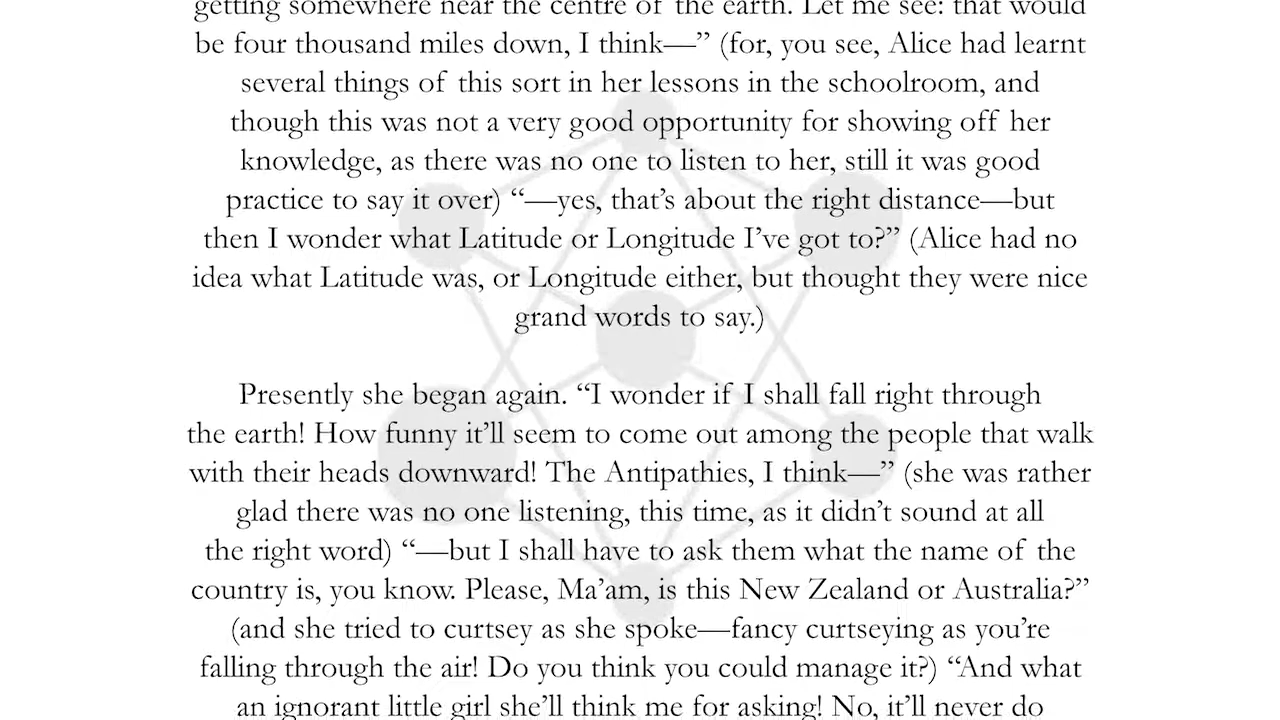 getting somewhere near the centre of the earth. Let me see: that would
be four thousand miles down, I think—” (for, you see, Alice had learnt
several things of this sort in her lessons in the schoolroom, and
though this was not a very good opportunity for showing off her
knowledge, as there was no one to listen to her, still it was good
practice to say it over) “—yes, that’s about the right distance—but
then I wonder what Latitude or Longitude I’ve got to?” (Alice had no
idea what Latitude was, or Longitude either, but thought they were nice
grand words to say.)
Presently she began again. “I wonder if I shall fall right through
the earth! How funny it’ll seem to come out among the people that walk
with their heads downward! The Antipathies, I think—” (she was rather
glad there was no one listening, this time, as it didn’t sound at all
the right word) “—but I shall have to ask them what the name of the
country is, you know. Please, Ma’am, is this New Zealand or Australia?”
(and she tried to curtsey as she spoke—fancy curtseying as you’re
falling through the air! Do you think you could manage it?) “And what
an ignorant little girl she’ll think me for asking! No, it’ll never do